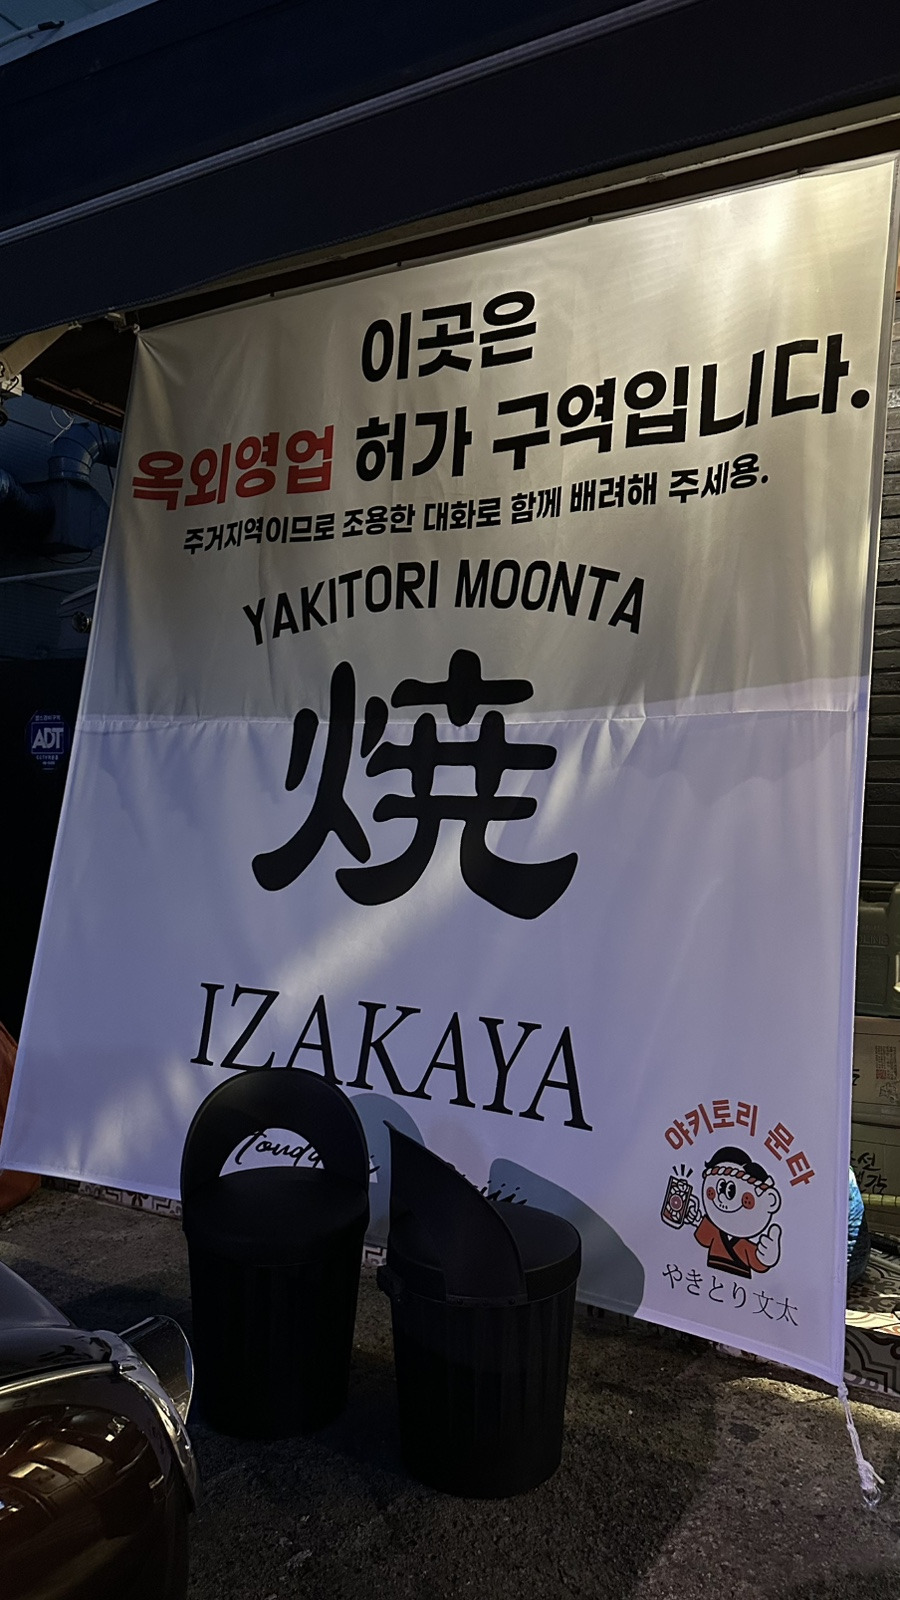 이곳은
옥외영업 허가 구역입니다.
주거지역이므로 조용한 대화로 함께 배려해 주세용.
YAKITORI MOONTA
焼
IZAKAYA
야키토리 문타
やきとり文太
ADT